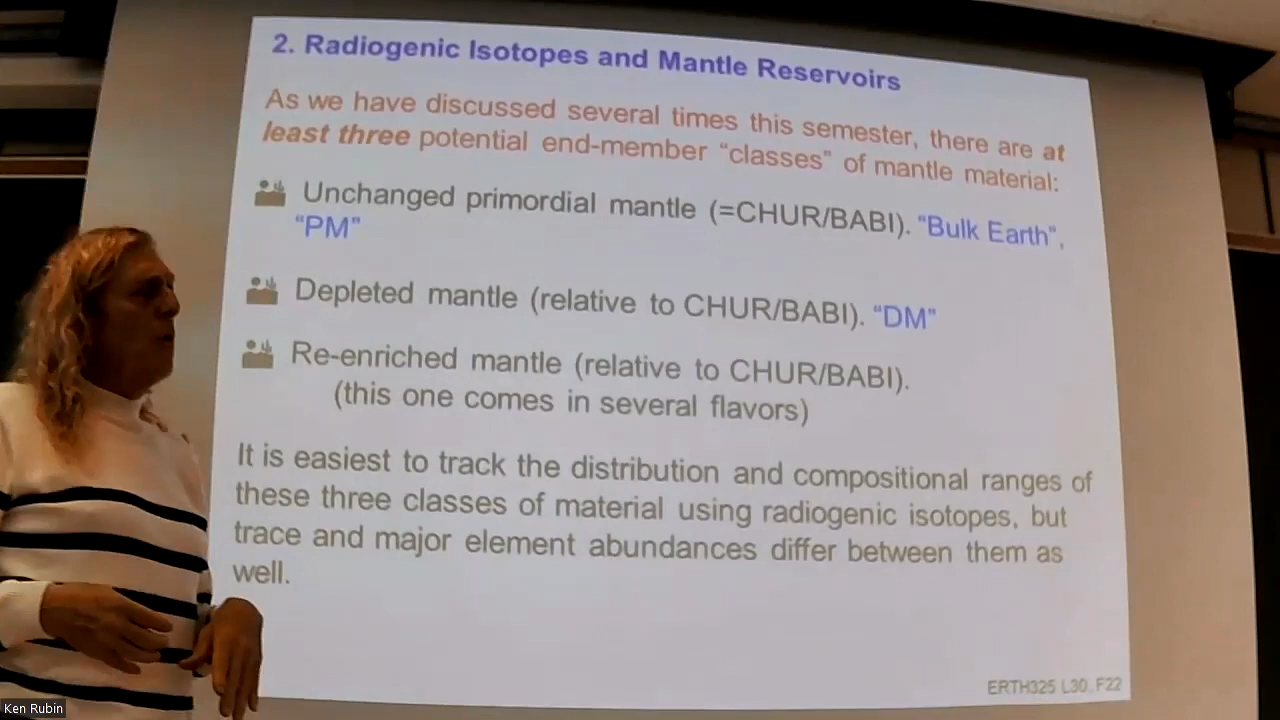 2. Radiogenic Isotopes and Mantle Reservoirs
As we have discussed several times this semester, there are at
least three potential end-member “classes” of mantle material:
Unchanged primordial mantle (=CHUR/BABI). “Bulk Earth”,
“PM”
Depleted mantle (relative to CHUR/BABI). “DM”
Re-enriched mantle (relative to CHUR/BABI).
(this one comes in several flavors)
It is easiest to track the distribution and compositional ranges of
these three classes of material using radiogenic isotopes, but
trace and major element abundances differ between them as
well.
ERTH325 L30, F22
Ken Rubin